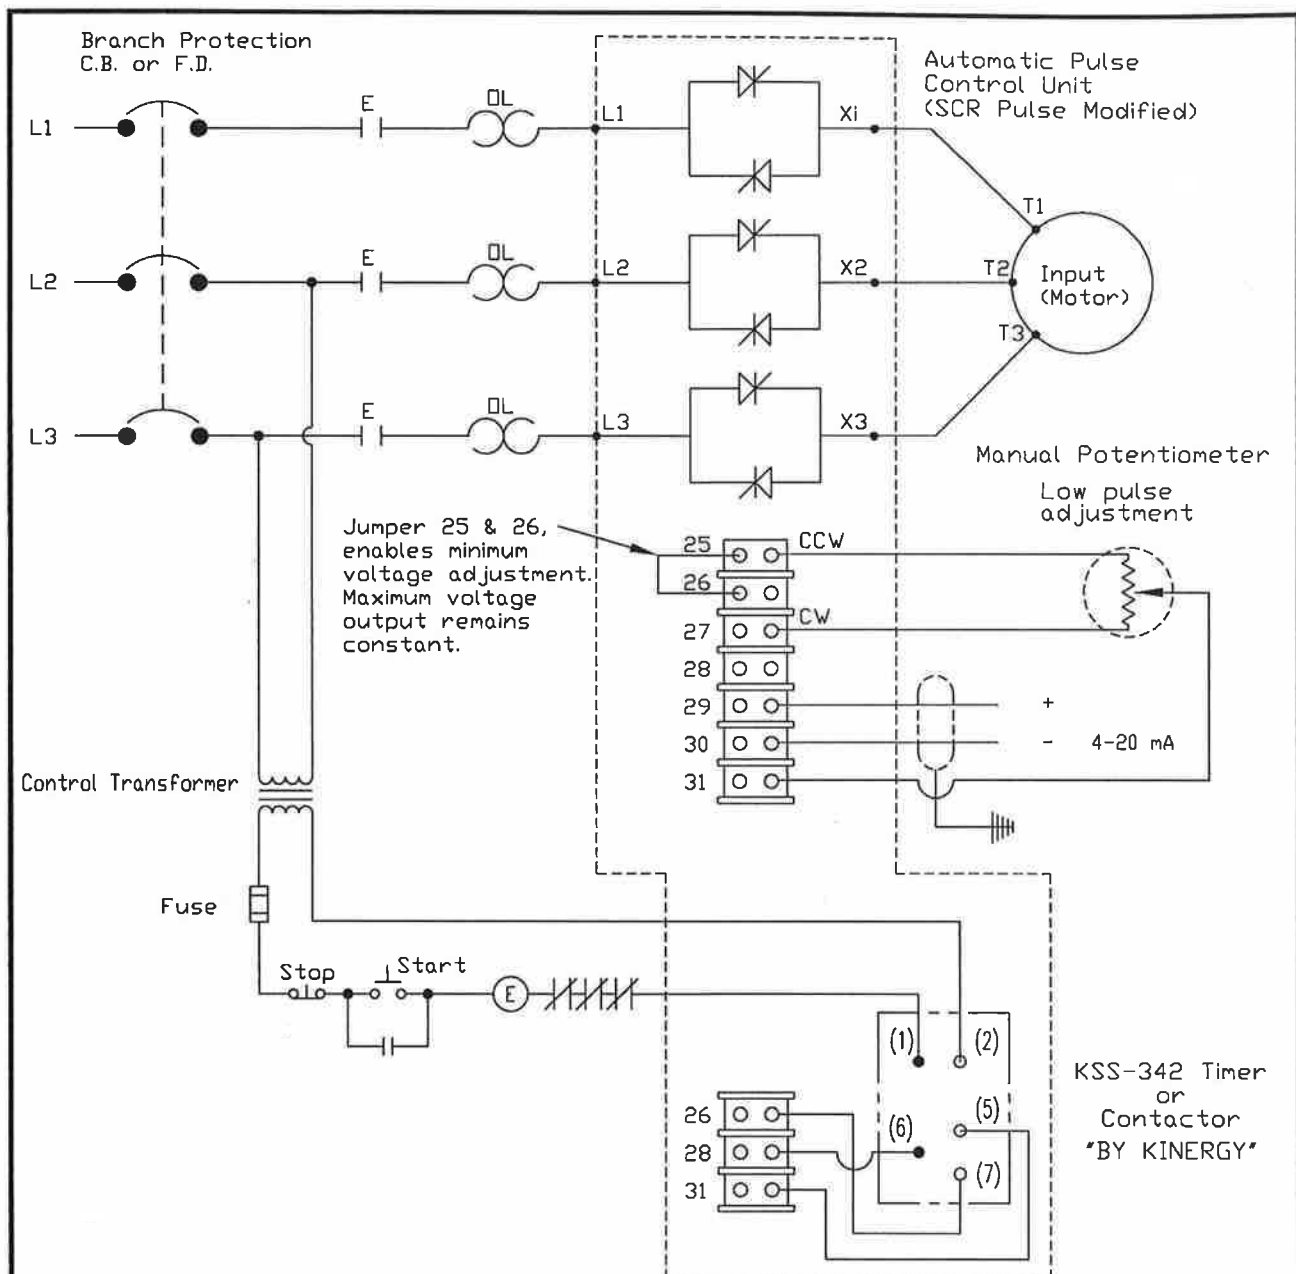 Branch Protection
C.B. or F.D.
Automatic Pulse
Control Unit
(SCR Pulse Modified)
L1
E
OL
L1
Xi
T1
L2
E
OL
L2
X2
T2
Input
(Motor)
T3
L3
E
OL
L3
X3
Manual Potentiometer
Low pulse
adjustment
Jumper 25 & 26,
enables minimum
voltage adjustment.
Maximum voltage
output remains
constant.
25
CCW
26
27
CW
28
29
+
30
-
4-20 mA
31
Control Transformer
Fuse
Stop
Start
E
(1)
(2)
KSS-342 Timer
or
Contactor
"BY KINERGY"
26
(6)
(5)
28
(7)
31